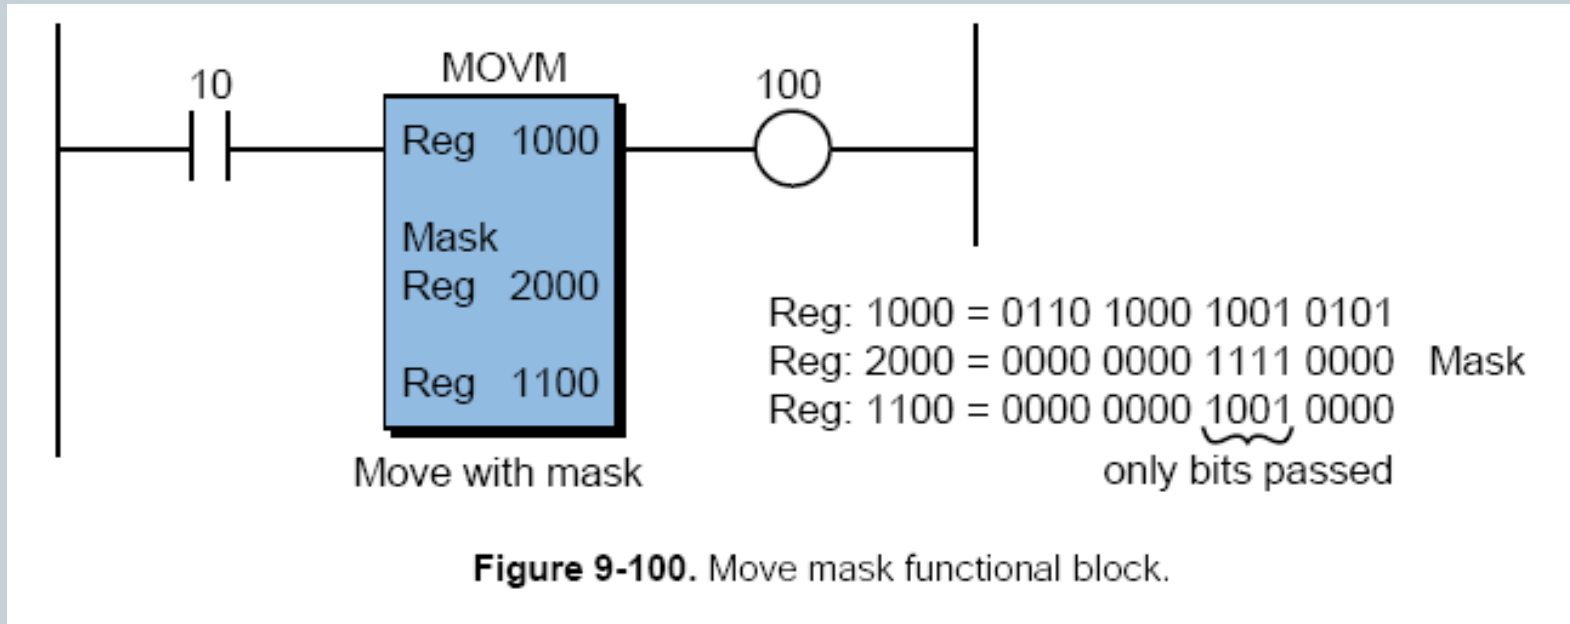 MOVM
10
100
Reg 1000
Mask
Reg 2000
Reg 1100
Move with mask
Reg: 1000 = 0110 1000 1001 0101
Reg: 2000 = 0000 0000 1111 0000 Mask
Reg: 1100 = 0000 0000 1001 0000
only bits passed
Figure 9-100. Move mask functional block.